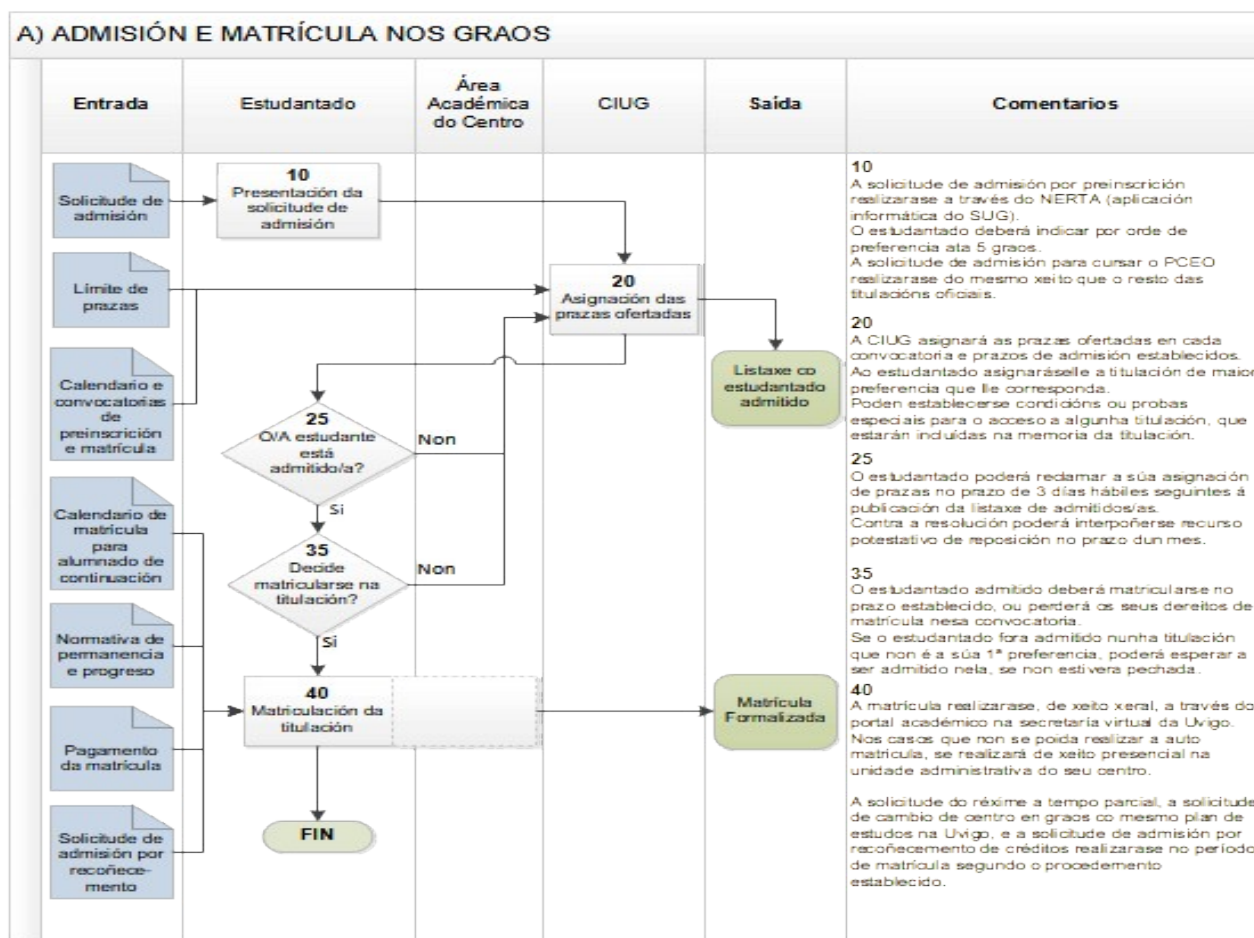 A) ADMISIÓN E MATRÍCULA NOS GRAOS
Entrada
Estudantado
Área
Académica
do Centro
CIUG
Saída
Comentarios
Solicitude de
admisión
10
Presentación da
solicitude de
admisión
Límite de
prazas
20
Asignación das
prazas ofertadas
Calendario e
convocatorias
de
preinscrición
e matrícula
25
O/A estudante
está
admitido/a?
Non
Si
Listaxe co
estudantado
admitido
Calendario de
matrícula
para
alumnado de
continuación
35
Decide
matricularse na
titulación?
Non
Si
Normativa de
permanencia
e progreso
40
Matriculación da
titulación
Matrícula
Formalizada
Pagamento
da matrícula
Solicitude de
admisión por
recoñece-
mento
FIN
10
A solicitude de admisión por preinscrición
realizarase a través do NERTA (aplicación
informática do SUG).
O estudantado deberá indicar por orde de
preferencia ata 5 graos.
A solicitude de admisión para cursar o PCEO
realizarase do mesmo xeito que o resto das
titulacións oficiais.
20
A CIUG asignará as prazas ofertadas en cada
convocatoria e prazos de admisión establecidos.
Ao estudantado asignaráselle a titulación de maior
preferencia que lle corresponda.
Poden establecerse condicións ou probas
especiais para o acceso a algunha titulación, que
estarán incluídas na memoria da titulación.
25
O estudantado poderá reclamar a súa asignación
de prazas no prazo de 3 días hábiles seguintes á
publicación da listaxe de admitidos/as.
Contra a resolución poderá interpoñerse recurso
potestativo de reposición no prazo dun mes.
35
O estudantado admitido deberá matricularse no
prazo establecido, ou perderá os seus dereitos de
matrícula nesa convocatoria.
Se o estudantado fora admitido nunha titulación
que non é a súa 1ª preferencia, poderá esperar a
ser admitido nela, se non estivera pechada.
40
A matrícula realizarase, de xeito xeral, a través do
portal académico na secretaría virtual da Uvigo.
Nos casos que non se poida realizar a auto
matrícula, se realizará de xeito presencial na
unidade administrativa do seu centro.
A solicitude do réxime a tempo parcial, a solicitude
de cambio de centro en graos co mesmo plan de
estudos na Uvigo, e a solicitude de admisión por
recoñecemento de créditos realizarase no período
de matrícula segundo o procedemento
establecido.